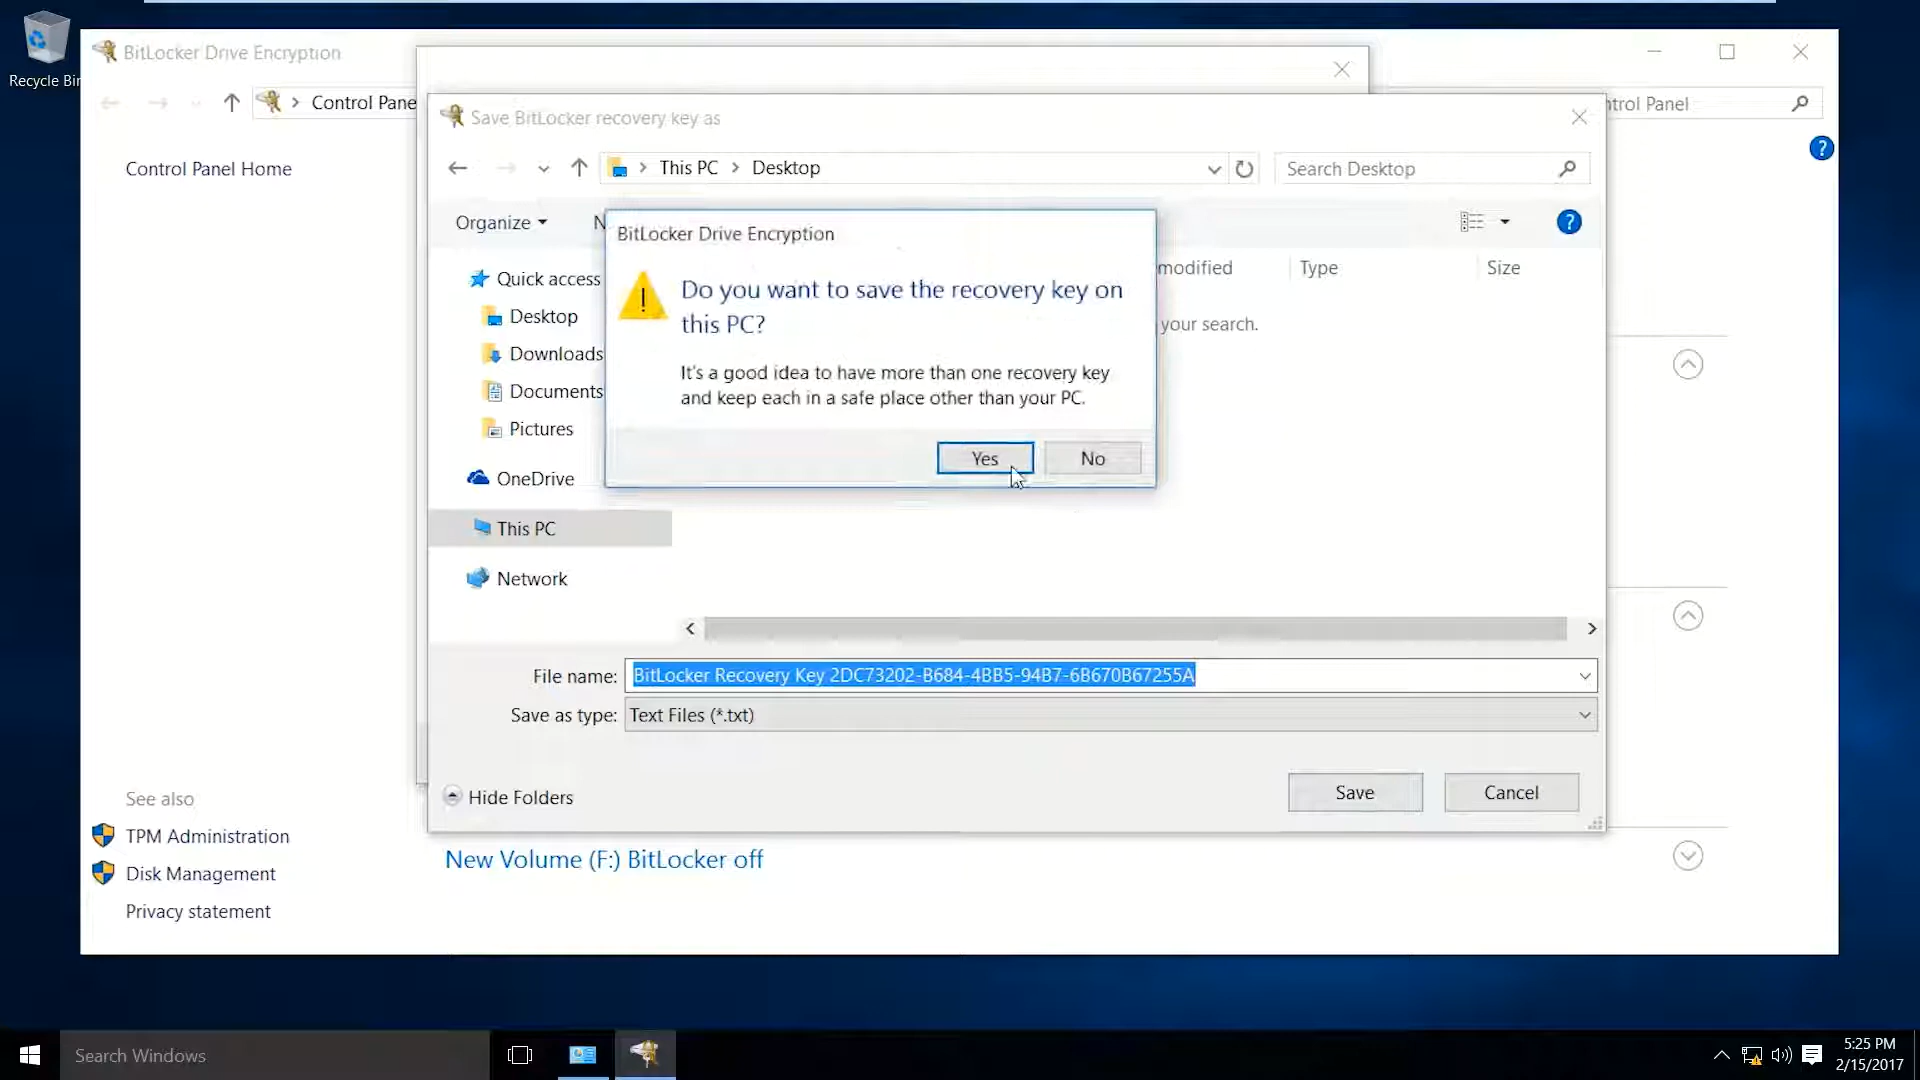 Recycle Bin
BitLocker Drive Encryption
Control Pane
ntrol Panel
Control Panel Home
Save BitLocker recovery key as
This PC > Desktop
Search Desktop
Organize
N
BitLocker Drive Encryption
Do you want to save the recovery key on
this PC?
It's a good idea to have more than one recovery key
and keep each in a safe place other than your PC.
Yes
No
modified
Type
Size
your search.
Quick access
Desktop
Downloads
Documents
Pictures
OneDrive
This PC
Network
File name: BitLocker Recovery Key 2DC73202-B684-4BB5-94B7-6B670B67255A
Save as type: Text Files (*.txt)
Hide Folders
Save
Cancel
See also
TPM Administration
Disk Management
Privacy statement
New Volume (F:) BitLocker off
Search Windows
5:25 PM
2/15/2017